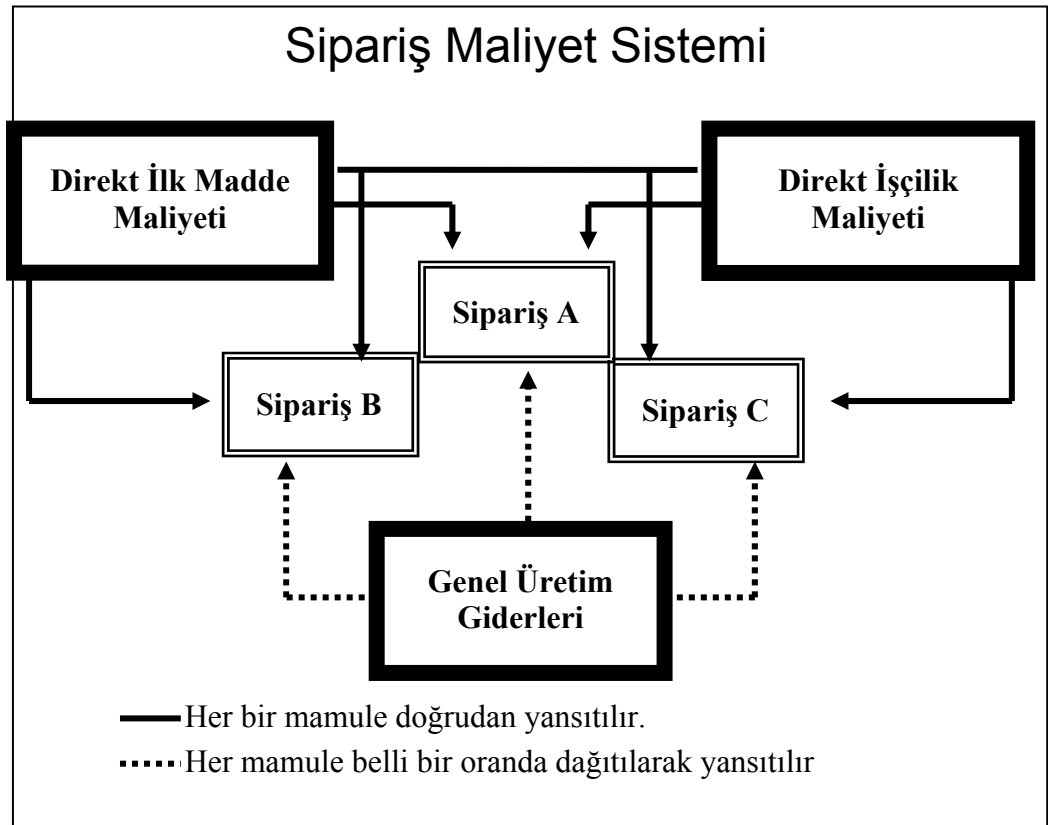 Sipariş Maliyet Sistemi
Direkt İlk Madde
Maliyeti
Direkt İşçilik
Maliyeti
Sipariş A
Sipariş B
Sipariş C
Genel Üretim
Giderleri
Her bir mamule doğrudan yansıtılır.
Her mamule belli bir oranda dağıtılarak yansıtılır